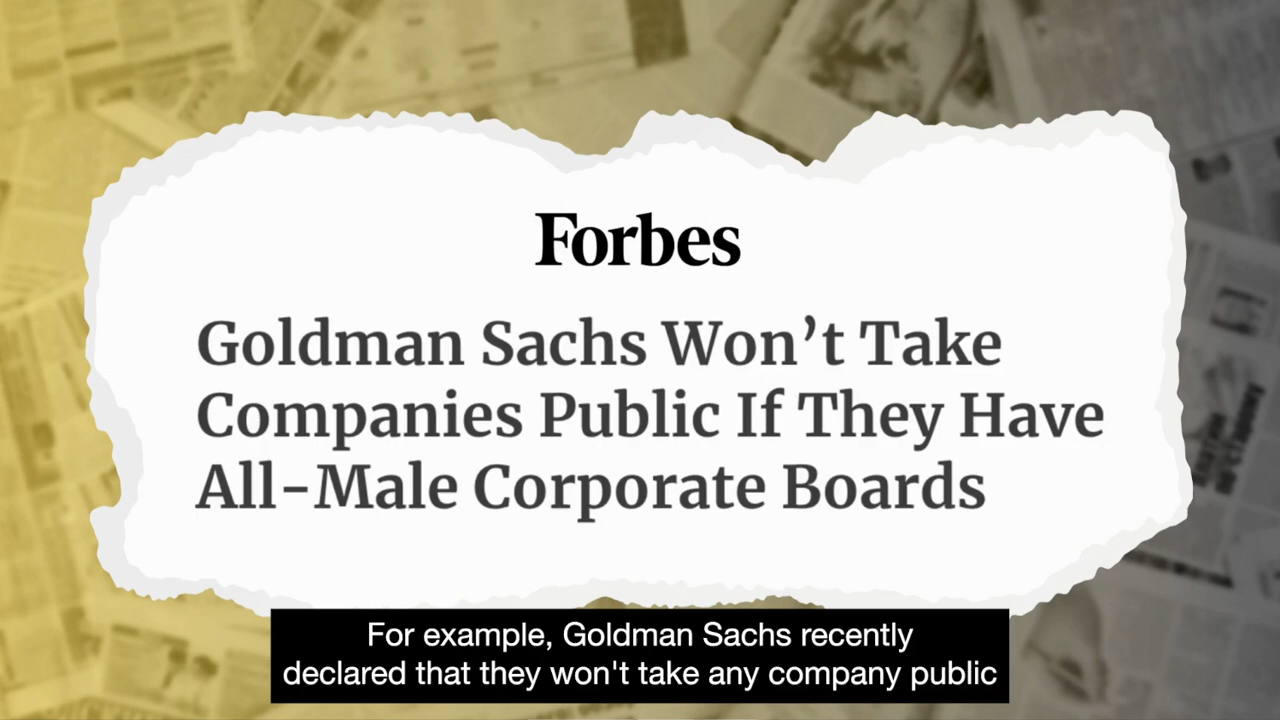 Forbes
Goldman Sachs Won’t Take
Companies Public If They Have
All-Male Corporate Boards
For example, Goldman Sachs recently
declared that they won't take any company public